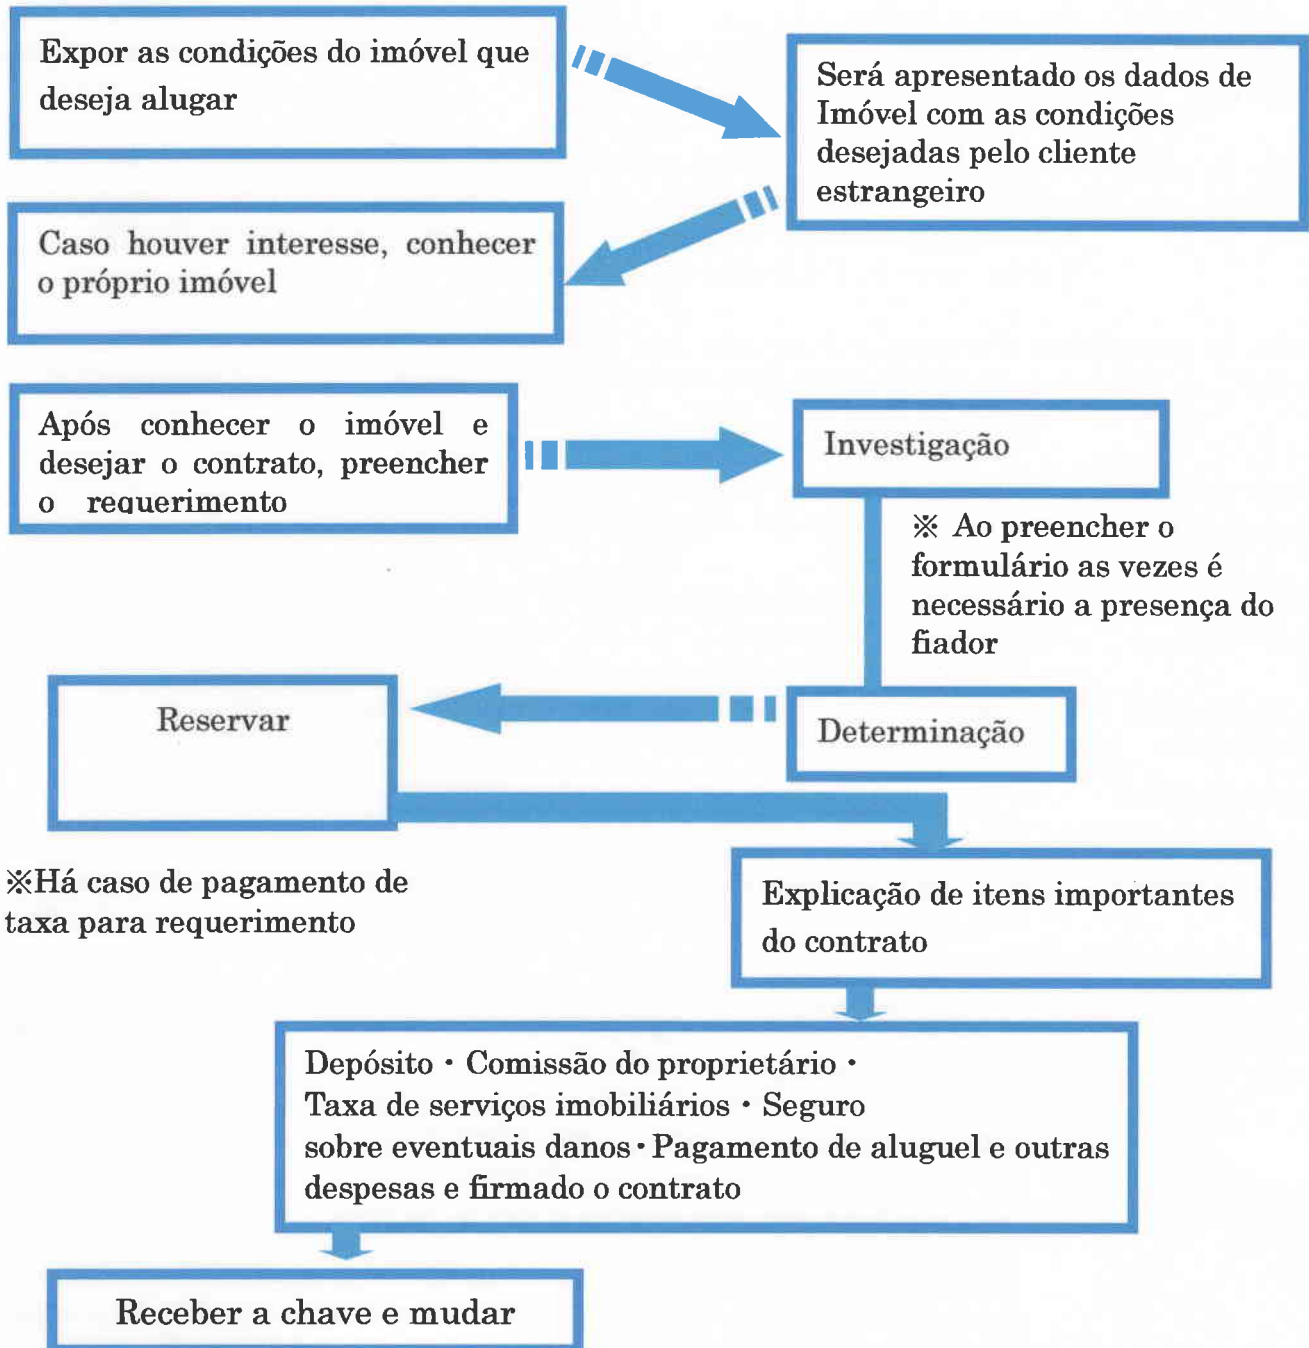 Expor as condições do imóvel que
deseja alugar
Será apresentado os dados de
Imóvel com as condições
desejadas pelo cliente
estrangeiro
Caso houver interesse, conhecer
o próprio imóvel
Após conhecer o imóvel e
desejar o contrato, preencher
o requerimento
Investigação
※ Ao preencher o
formulário as vezes é
necessário a presença do
fiador
Reservar
Determinação
※Há caso de pagamento de
taxa para requerimento
Explicação de itens importantes
do contrato
Depósito・Comissão do proprietário・
Taxa de serviços imobiliários・Seguro
sobre eventuais danos・Pagamento de aluguel e outras
despesas e firmado o contrato
Receber a chave e mudar